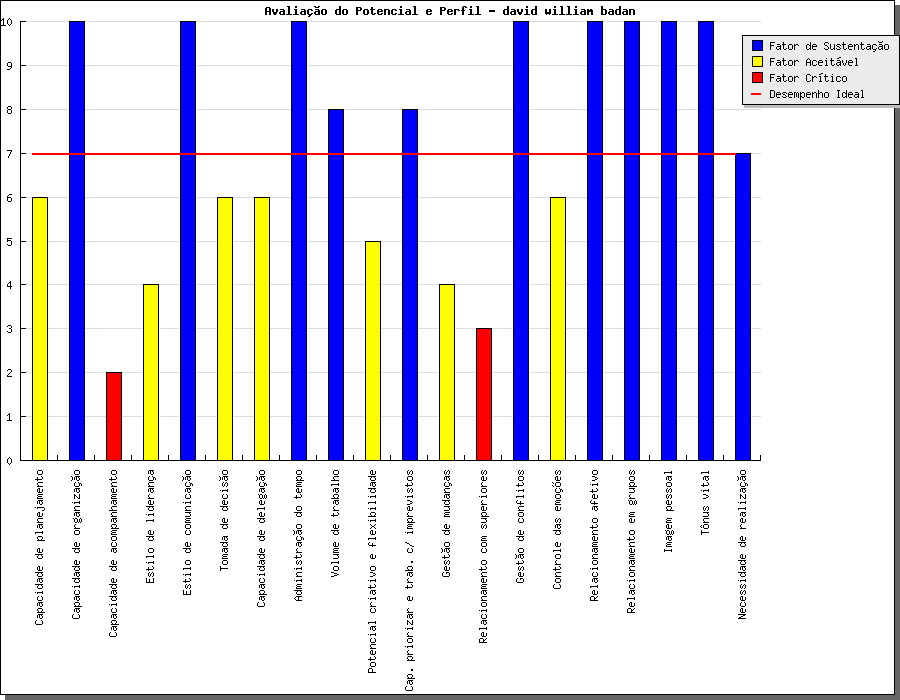 Avaliação do Potencial e Perfil - david william badan
Fator de Sustentação
Fator Aceitável
Fator Crítico
Desempenho Ideal
10
9
8
7
6
5
4
3
2
1
0
Capacidade de planejamento
Capacidade de organização
Capacidade de acompanhamento
Estilo de liderança
Estilo de comunicação
Tomada de decisão
Capacidade de delegação
Administração do tempo
Volume de trabalho
Potencial criativo e flexibilidade
Cap. priorizar e trab. c/ imprevistos
Gestão de mudanças
Relacionamento com superiores
Gestão de conflitos
Controle das emoções
Relacionamento afetivo
Relacionamento em grupos
Imagem pessoal
Tônus vital
Necessidade de realização